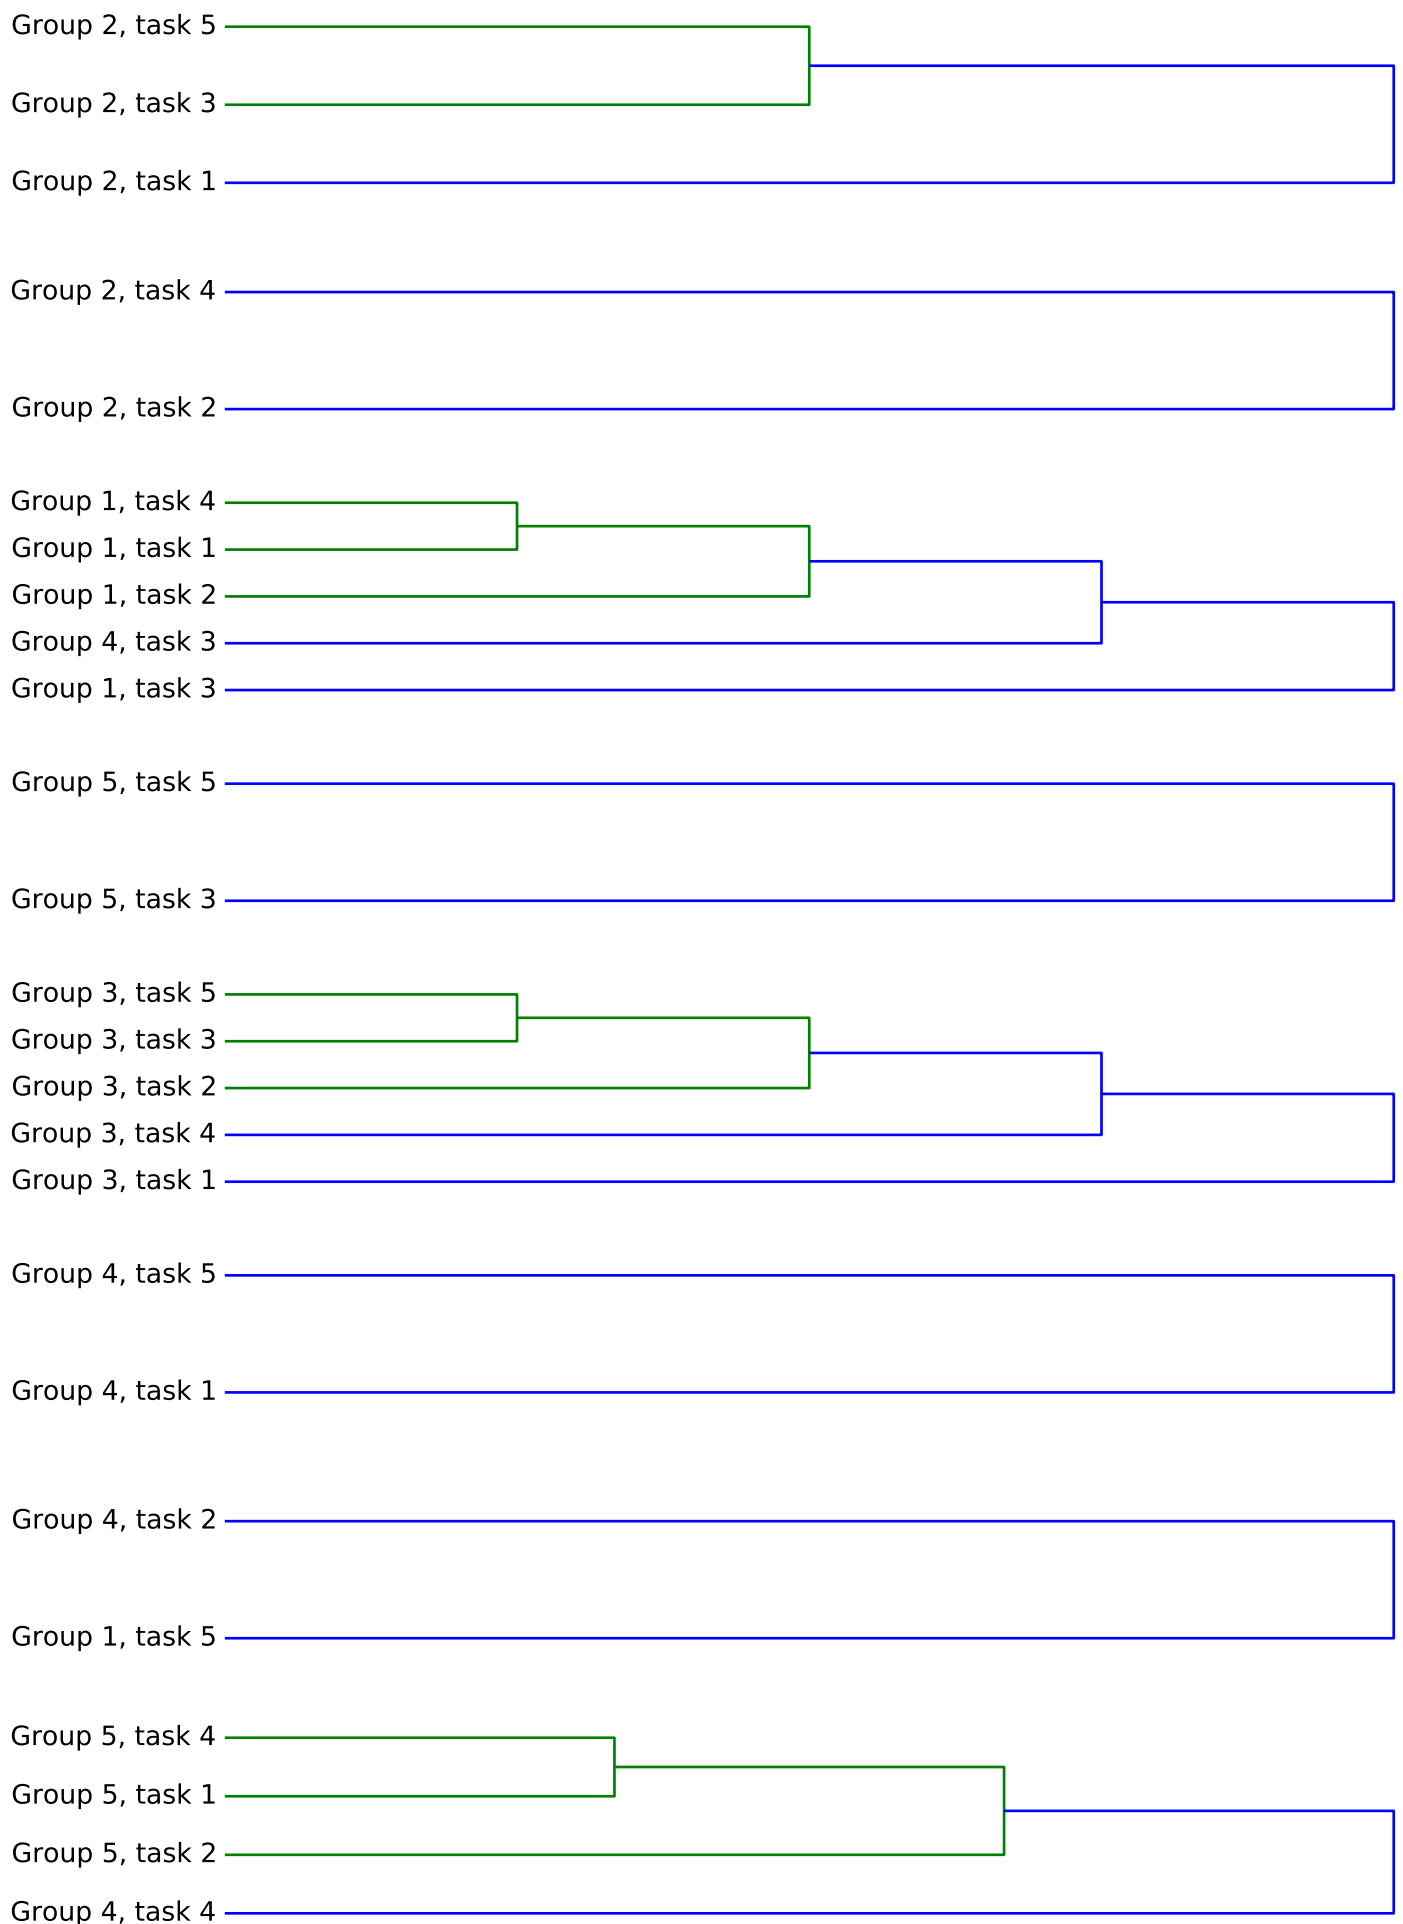 Group 2, task 5
Group 2, task 3
Group 2, task 1
Group 2, task 4
Group 2, task 2
Group 1, task 4
Group 1, task 1
Group 1, task 2
Group 4, task 3
Group 1, task 3
Group 5, task 5
Group 5, task 3
Group 3, task 5
Group 3, task 3
Group 3, task 2
Group 3, task 4
Group 3, task 1
Group 4, task 5
Group 4, task 1
Group 4, task 2
Group 1, task 5
Group 5, task 4
Group 5, task 1
Group 5, task 2
Group 4, task 4